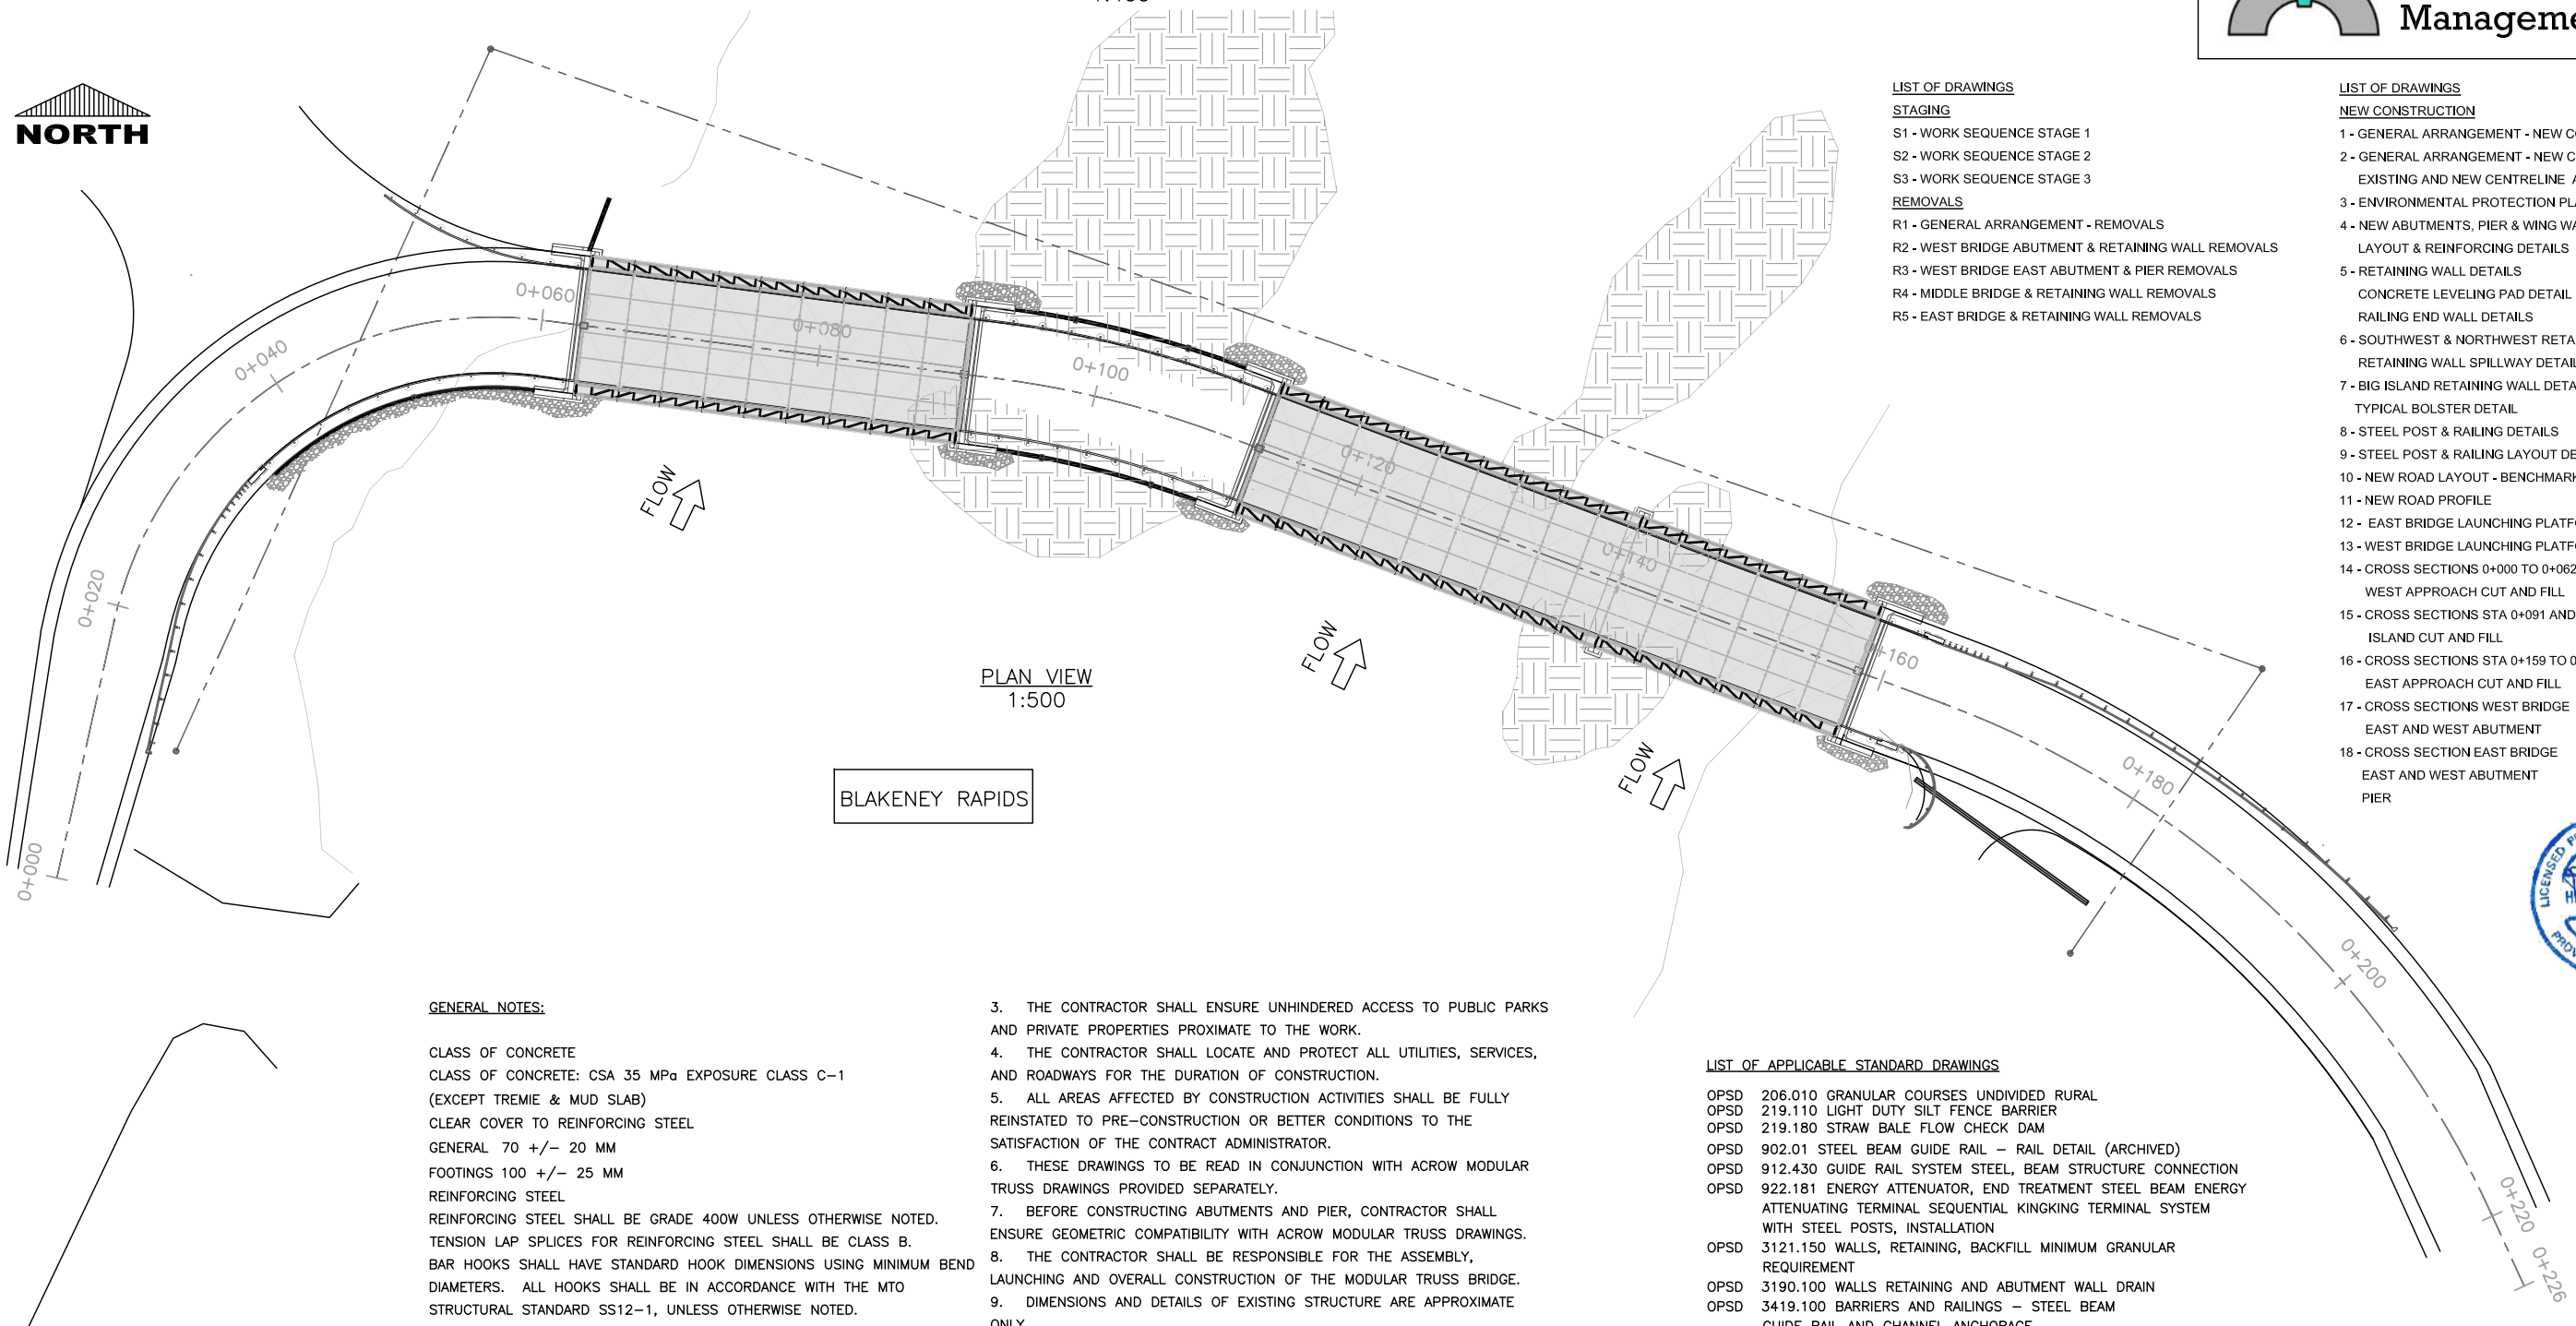 Manageme
NORTH
LIST OF DRAWINGS
STAGING
S1 - WORK SEQUENCE STAGE 1
S2 - WORK SEQUENCE STAGE 2
S3 - WORK SEQUENCE STAGE 3
REMOVALS
R1 - GENERAL ARRANGEMENT - REMOVALS
R2 - WEST BRIDGE ABUTMENT & RETAINING WALL REMOVALS
R3 - WEST BRIDGE EAST ABUTMENT & PIER REMOVALS
R4 - MIDDLE BRIDGE & RETAINING WALL REMOVALS
R5 - EAST BRIDGE & RETAINING WALL REMOVALS
LIST OF DRAWINGS
NEW CONSTRUCTION
1 - GENERAL ARRANGEMENT - NEW C
2 - GENERAL ARRANGEMENT - NEW C
EXISTING AND NEW CENTRELINE A
3 - ENVIRONMENTAL PROTECTION PL
4 - NEW ABUTMENTS, PIER & WING WA
LAYOUT & REINFORCING DETAILS
5 - RETAINING WALL DETAILS
CONCRETE LEVELING PAD DETAIL
RAILING END WALL DETAILS
6 - SOUTHWEST & NORTHWEST RETA
RETAINING WALL SPILLWAY DETAIL
7 - BIG ISLAND RETAINING WALL DETA
TYPICAL BOLSTER DETAIL
8 - STEEL POST & RAILING DETAILS
9 - STEEL POST & RAILING LAYOUT DE
10 - NEW ROAD LAYOUT - BENCHMARK
11 - NEW ROAD PROFILE
12 - EAST BRIDGE LAUNCHING PLATF
13 - WEST BRIDGE LAUNCHING PLATF
14 - CROSS SECTIONS 0+000 TO 0+062
WEST APPROACH CUT AND FILL
15 - CROSS SECTIONS STA 0+091 AND
ISLAND CUT AND FILL
16 - CROSS SECTIONS STA 0+159 TO 0
EAST APPROACH CUT AND FILL
17 - CROSS SECTIONS WEST BRIDGE
EAST AND WEST ABUTMENT
18 - CROSS SECTION EAST BRIDGE
EAST AND WEST ABUTMENT
PIER
0+000
0+020
0+040
0+060
0+080
0+100
0+120
0+140
+160
0+180
0+200
0+220
0+226
FLOW
FLOW
FLOW
PLAN VIEW
1:500
BLAKENEY RAPIDS
LICENSED
GENERAL NOTES:
CLASS OF CONCRETE
CLASS OF CONCRETE: CSA 35 MPa EXPOSURE CLASS C-1
(EXCEPT TREMIE & MUD SLAB)
CLEAR COVER TO REINFORCING STEEL
GENERAL 70 +/- 20 MM
FOOTINGS 100 +/- 25 MM
REINFORCING STEEL
REINFORCING STEEL SHALL BE GRADE 400W UNLESS OTHERWISE NOTED.
TENSION LAP SPLICES FOR REINFORCING STEEL SHALL BE CLASS B.
BAR HOOKS SHALL HAVE STANDARD HOOK DIMENSIONS USING MINIMUM BEND
DIAMETERS. ALL HOOKS SHALL BE IN ACCORDANCE WITH THE MTO
STRUCTURAL STANDARD SS12-1, UNLESS OTHERWISE NOTED.
3. THE CONTRACTOR SHALL ENSURE UNHINDERED ACCESS TO PUBLIC PARKS
AND PRIVATE PROPERTIES PROXIMATE TO THE WORK.
4. THE CONTRACTOR SHALL LOCATE AND PROTECT ALL UTILITIES, SERVICES,
AND ROADWAYS FOR THE DURATION OF CONSTRUCTION.
5. ALL AREAS AFFECTED BY CONSTRUCTION ACTIVITIES SHALL BE FULLY
REINSTATED TO PRE-CONSTRUCTION OR BETTER CONDITIONS TO THE
SATISFACTION OF THE CONTRACT ADMINISTRATOR.
6. THESE DRAWINGS TO BE READ IN CONJUNCTION WITH ACROW MODULAR
TRUSS DRAWINGS PROVIDED SEPARATELY.
7. BEFORE CONSTRUCTING ABUTMENTS AND PIER, CONTRACTOR SHALL
ENSURE GEOMETRIC COMPATIBILITY WITH ACROW MODULAR TRUSS DRAWINGS.
8. THE CONTRACTOR SHALL BE RESPONSIBLE FOR THE ASSEMBLY,
LAUNCHING AND OVERALL CONSTRUCTION OF THE MODULAR TRUSS BRIDGE.
9. DIMENSIONS AND DETAILS OF EXISTING STRUCTURE ARE APPROXIMATE
ONLY
LIST OF APPLICABLE STANDARD DRAWINGS
OPSD 206.010 GRANULAR COURSES UNDIVIDED RURAL
OPSD 219.110 LIGHT DUTY SILT FENCE BARRIER
OPSD 219.180 STRAW BALE FLOW CHECK DAM
OPSD 902.01 STEEL BEAM GUIDE RAIL - RAIL DETAIL (ARCHIVED)
OPSD 912.430 GUIDE RAIL SYSTEM STEEL, BEAM STRUCTURE CONNECTION
OPSD 922.181 ENERGY ATTENUATOR, END TREATMENT STEEL BEAM ENERGY
ATTENUATING TERMINAL SEQUENTIAL KINGKING TERMINAL SYSTEM
WITH STEEL POSTS, INSTALLATION
OPSD 3121.150 WALLS, RETAINING, BACKFILL MINIMUM GRANULAR
REQUIREMENT
OPSD 3190.100 WALLS RETAINING AND ABUTMENT WALL DRAIN
OPSD 3419.100 BARRIERS AND RAILINGS - STEEL BEAM
GUIDE RAIL AND CHANNEL ANCHORAGE